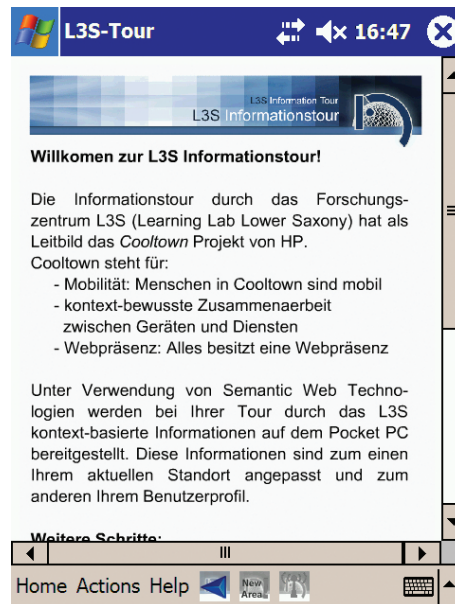 L3S-Tour 16:47
L3S Information Tour
L3S Informationstour
Willkomen zur L3S Informationstour!
Die Informationstour durch das Forschungs-
zentrum L3S (Learning Lab Lower Saxony) hat als
Leitbild das Cooltown Projekt von HP.
Cooltown steht für:
- Mobilität: Menschen in Cooltown sind mobil
- kontext-bewusste Zusammenaerbeit
zwischen Geräten und Diensten
- Webpräsenz: Alles besitzt eine Webpräsenz
Unter Verwendung von Semantic Web Techno-
logien werden bei Ihrer Tour durch das L3S
kontext-basierte Informationen auf dem Pocket PC
bereitgestellt. Diese Informationen sind zum einen
Ihrem aktuellen Standort angepasst und zum
anderen Ihrem Benutzerprofil.
Weitere Schritte:
Home Actions Help New Area